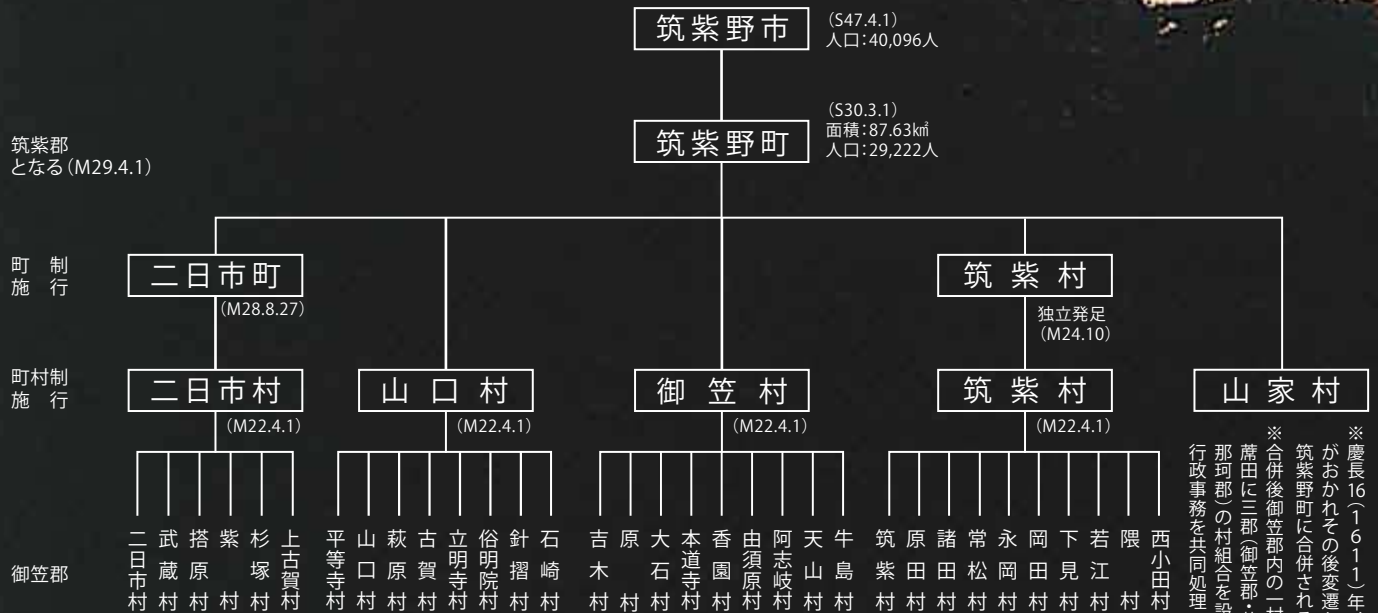 筑紫野市
(S47.4.1)
人口:40,096人
筑紫野町
(S30.3.1)
面積:87.63㎢
人口:29,222人
筑紫郡
となる(M29.4.1)
町制
施行
二日市町
(M28.8.27)
筑紫村
独立発足
(M24.10)
町村制
施行
二日市村
(M22.4.1)
山口村
(M22.4.1)
御笠村
(M22.4.1)
筑紫村
(M22.4.1)
山家村
御笠郡
二日市村
武蔵村
搭原村
紫村
杉塚村
上古賀村
平等寺村
山口村
萩原村
古賀村
立明寺村
俗明院村
針摺村
石崎村
吉木村
原村
大石村
本道寺村
香園村
由須原村
阿志岐村
天山村
牛島村
筑紫村
原田村
諸田村
常松村
永岡村
岡田村
下見村
若江村
隈村
西小田村
※慶長16(1611)年
がおかれその後変遷
筑紫野町に合併され
※合併後御笠郡内の一村
蓆田に三郡(御笠郡・
那珂郡)の村組合を設
行政事務を共同処理